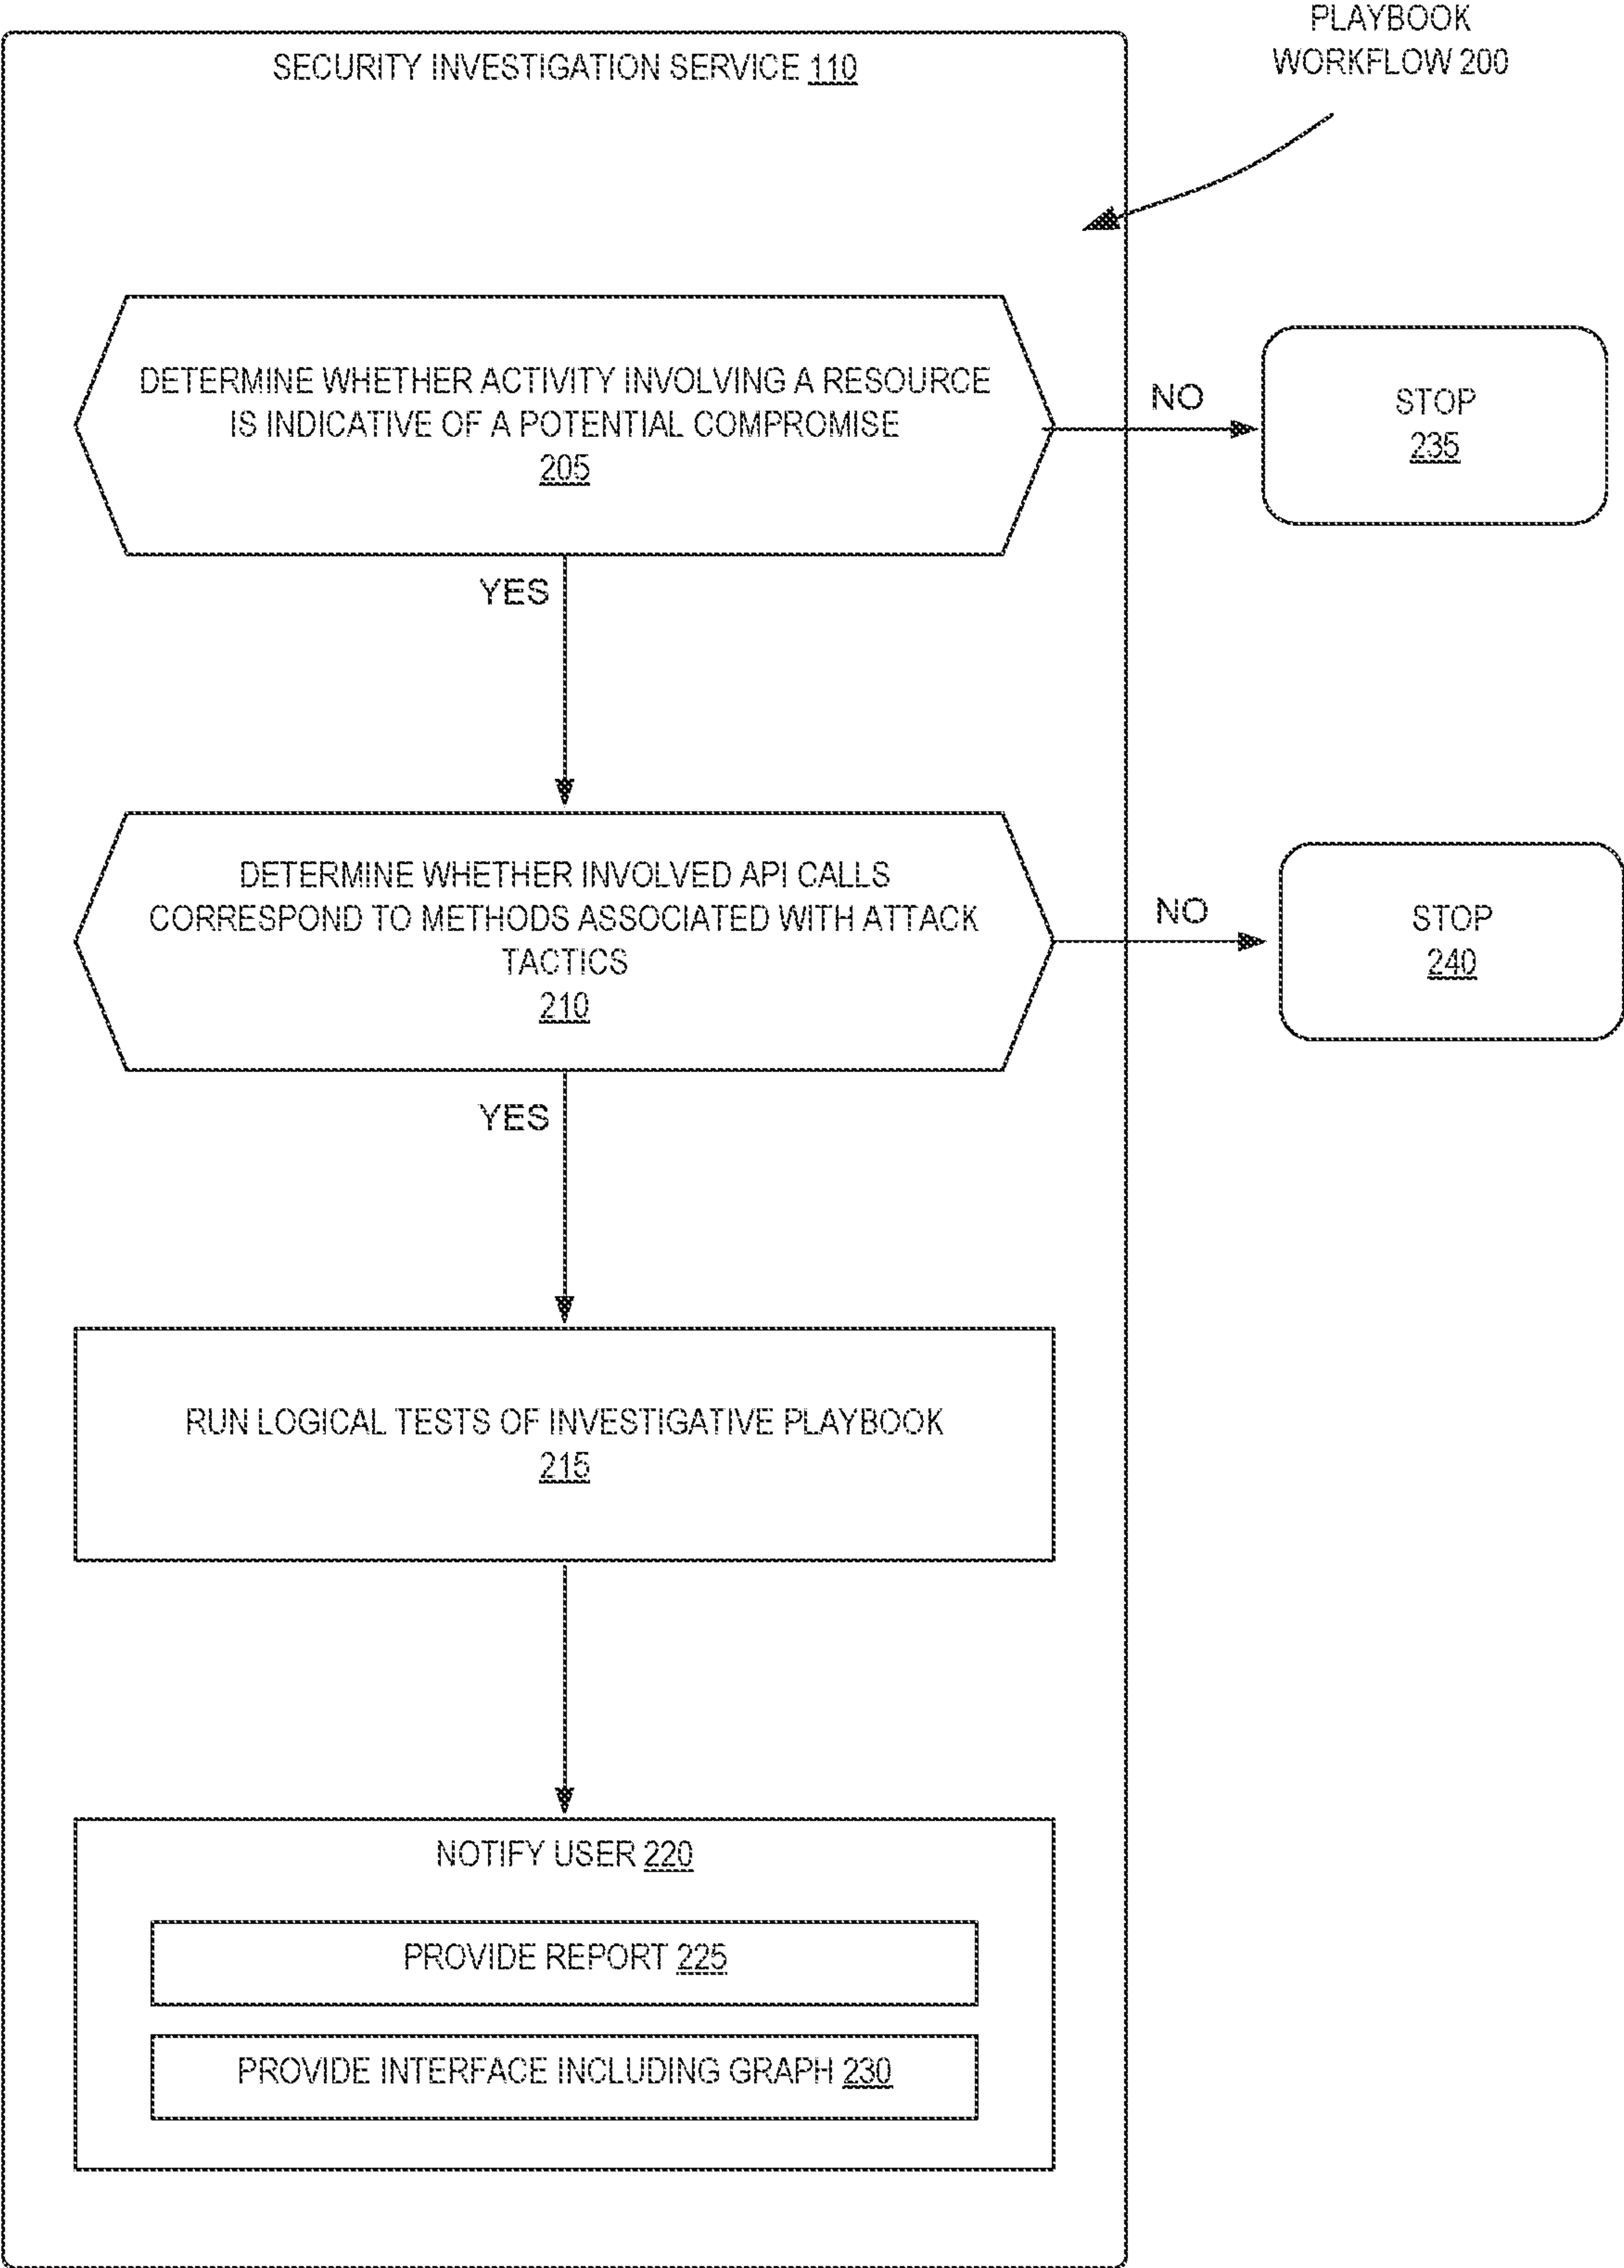 PLAYBOOK
WORKFLOW 200
SECURITY INVESTIGATION SERVICE 110
DETERMINE WHETHER ACTIVITY INVOLVING A RESOURCE
IS INDICATIVE OF A POTENTIAL COMPROMISE
205
NO
STOP
235
YES
DETERMINE WHETHER INVOLVED API CALLS
CORRESPOND TO METHODS ASSOCIATED WITH ATTACK
TACTICS
210
NO
STOP
240
YES
RUN LOGICAL TESTS OF INVESTIGATIVE PLAYBOOK
215
NOTIFY USER 220
PROVIDE REPORT 225
PROVIDE INTERFACE INCLUDING GRAPH 230